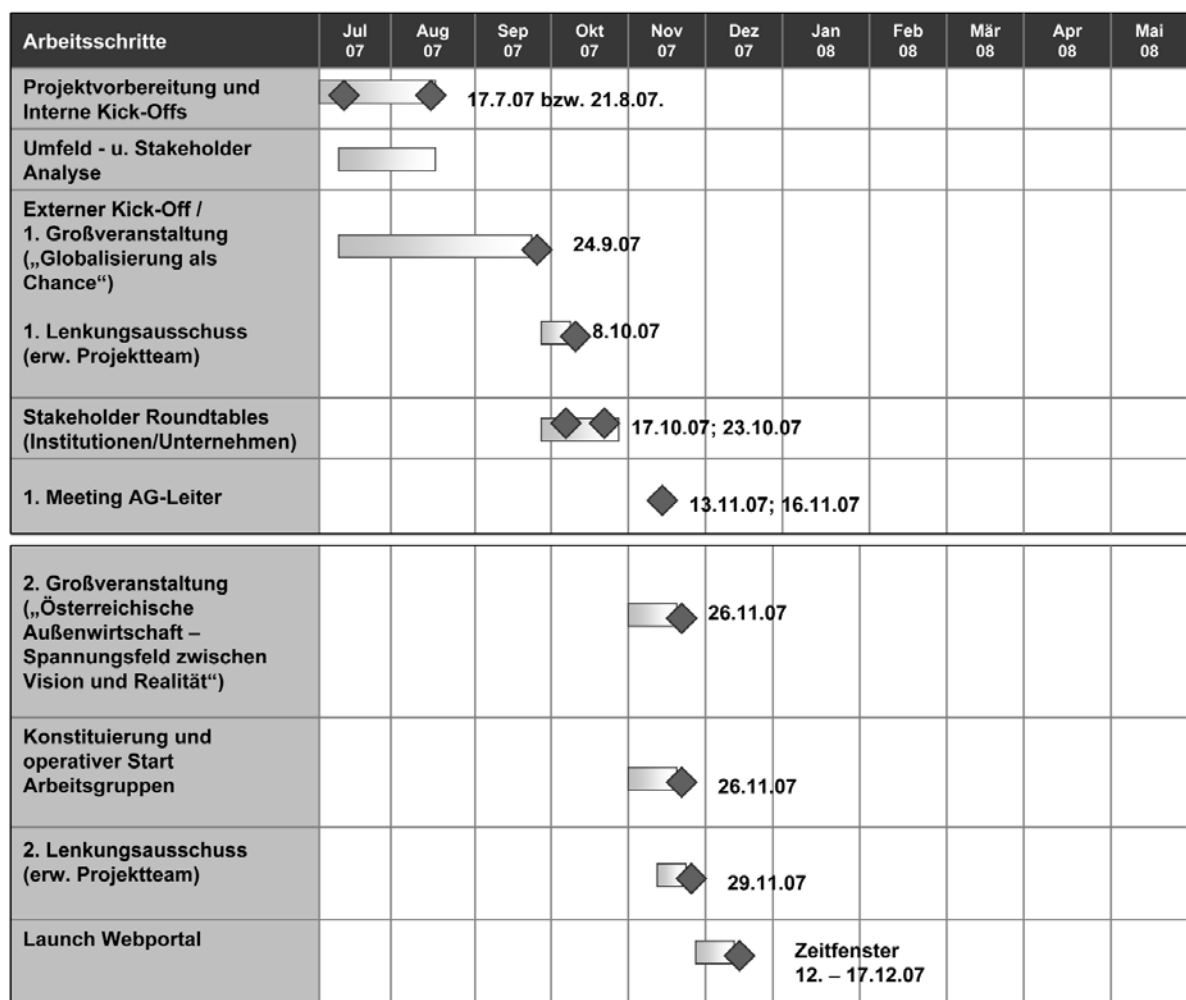 Arbeitsschritte
Jul
07
Aug
07
Sep
07
Okt
07
Nov
07
Dez
07
Jan
08
Feb
08
Mär
08
Apr
08
Mai
08
Projektvorbereitung und
Interne Kick-Offs
17.7.07 bzw. 21.8.07.
Umfeld - u. Stakeholder
Analyse
Externer Kick-Off /
1. Großveranstaltung
(„Globalisierung als
Chance“)
24.9.07
1. Lenkungsausschuss
(erw. Projektteam)
8.10.07
Stakeholder Roundtables
(Institutionen/Unternehmen)
17.10.07; 23.10.07
1. Meeting AG-Leiter
13.11.07; 16.11.07
2. Großveranstaltung
(„Österreichische
Außenwirtschaft –
Spannungsfeld zwischen
Vision und Realität“)
26.11.07
Konstituierung und
operativer Start
Arbeitsgruppen
26.11.07
2. Lenkungsausschuss
(erw. Projektteam)
29.11.07
Launch Webportal
Zeitfenster
12. – 17.12.07